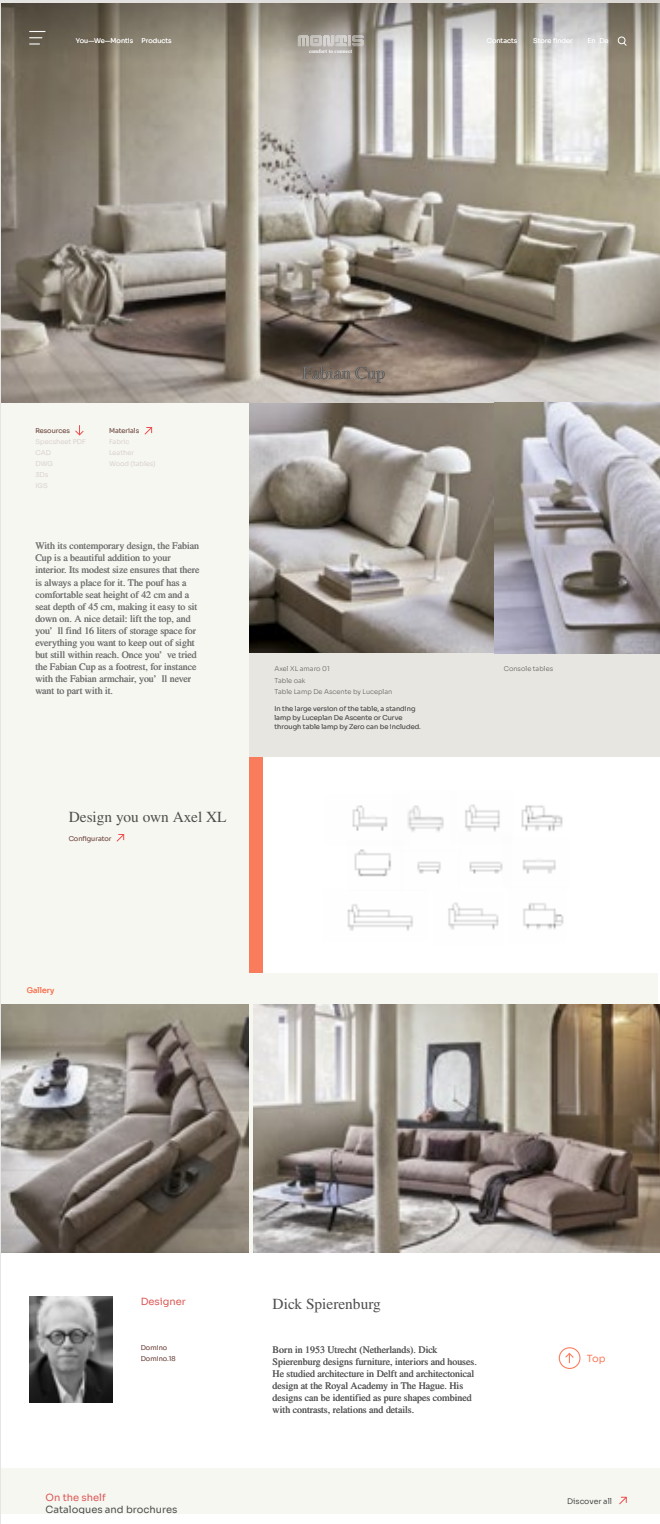 You—We—Montis Products
MONTIS
comfort to connect
Contacts Store finder En De
Fabian Cup
Resources
Spacsheet PDF
CAD
DWG
3Ds
IGS
Materials
Fabric
Leather
Wood (tables)
With its contemporary design, the Fabian
Cup is a beautiful addition to your
interior. Its modest size ensures that there
is always a place for it. The pouf has a
comfortable seat height of 42 cm and a
seat depth of 45 cm, making it easy to sit
down on. A nice detail: lift the top, and
you’ ll find 16 liters of storage space for
everything you want to keep out of sight
but still within reach. Once you’ ve tried
the Fabian Cup as a footrest, for instance
with the Fabian armchair, you’ ll never
want to part with it.
Axel XL amaro 01
Table oak
Table Lamp De Ascente by Luceplan
In the large version of the table, a standing
lamp by Luceplan De Ascente or Curve
through table lamp by Zero can be included.
Console tables
Design you own Axel XL
Configurator
Gallery
Designer
Domino
Domino.18
Dick Spierenburg
Born in 1953 Utrecht (Netherlands). Dick
Spierenburg designs furniture, interiors and houses.
He studied architecture in Delft and architectonical
design at the Royal Academy in The Hague. His
designs can be identified as pure shapes combined
with contrasts, relations and details.
Top
On the shelf
Catalogues and brochures
Discover all